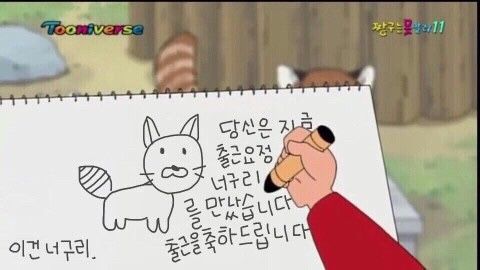 Tooniverse
짱구는 못말려 11
당신은 지금
출근요정
너구리
를 만났습니다
출근을축하드립니다
이건 너구리.